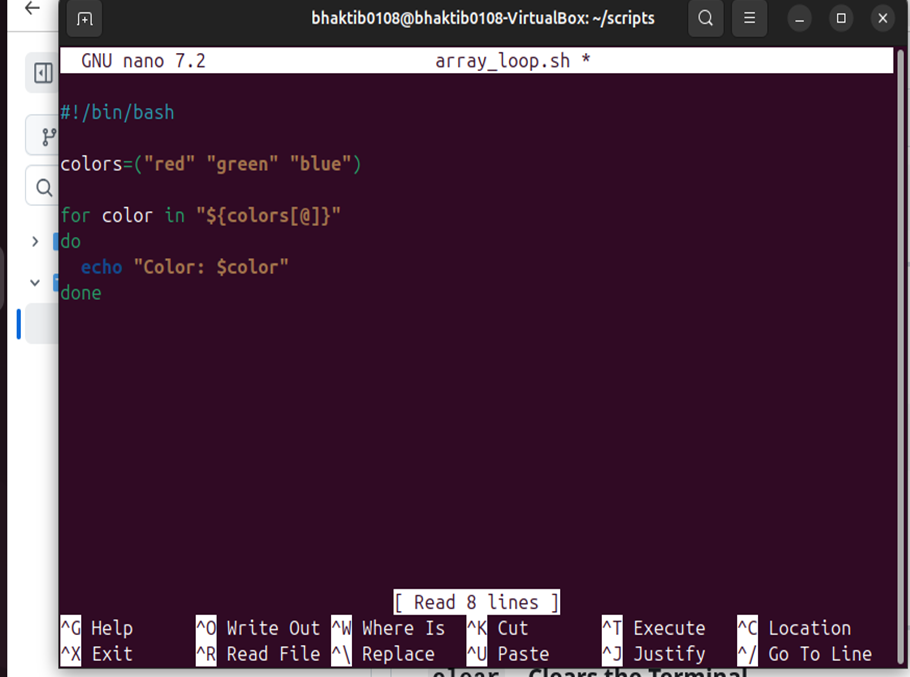 bhaktib0108@bhaktib0108-VirtualBox: ~/scripts
GNU nano 7.2 array_loop.sh *
#!/bin/bash
colors=("red" "green" "blue")
for color in "${colors[@]}"
do
  echo "Color: $color"
done
[ Read 8 lines ]
^G Help ^O Write Out ^W Where Is ^K Cut ^T Execute ^C Location
^X Exit ^R Read File ^\ Replace ^U Paste ^J Justify ^/ Go To Line
clear Clears the Terminal